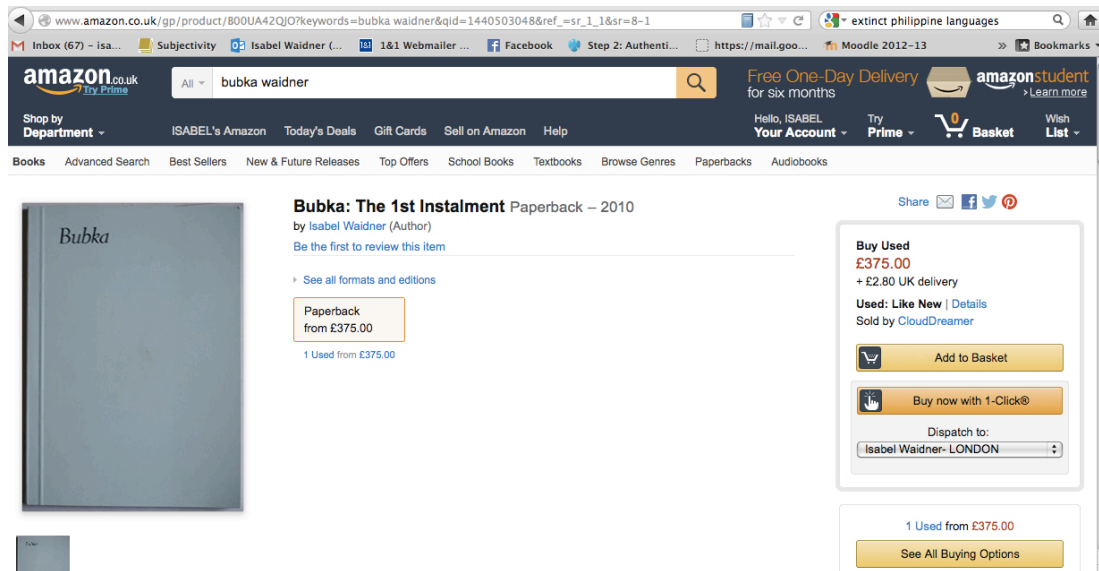 www.amazon.co.uk/gp/product/B00UA42QJO?keywords=bubka waidner&qid=1440503048&ref_=sr_1_1&sr=8-1
extinct philippine languages
Inbox (67) – isa...
Subjectivity
Isabel Waidner (...
1&1 Webmailer ...
Facebook
Step 2: Authenti...
https://mail.goo...
Moodle 2012-13
»
Bookmarks
amazon.co.uk
Try Prime
All
bubka waidner
Free One-Day Delivery
for six months
amazonstudent
›Learn more
Shop by
Department
ISABEL's Amazon
Today's Deals
Gift Cards
Sell on Amazon
Help
Hello, ISABEL
Your Account
Try
Prime
0
Basket
Wish
List
Books
Advanced Search
Best Sellers
New & Future Releases
Top Offers
School Books
Textbooks
Browse Genres
Paperbacks
Audiobooks
Bubka
Bubka: The 1st Instalment Paperback – 2010
by Isabel Waidner (Author)
Be the first to review this item
See all formats and editions
Paperback
from £375.00
1 Used from £375.00
Share
Buy Used
£375.00
+ £2.80 UK delivery
Used: Like New | Details
Sold by CloudDreamer
Add to Basket
Buy now with 1-Click®
Dispatch to:
Isabel Waidner- LONDON
1 Used from £375.00
See All Buying Options
Bubka